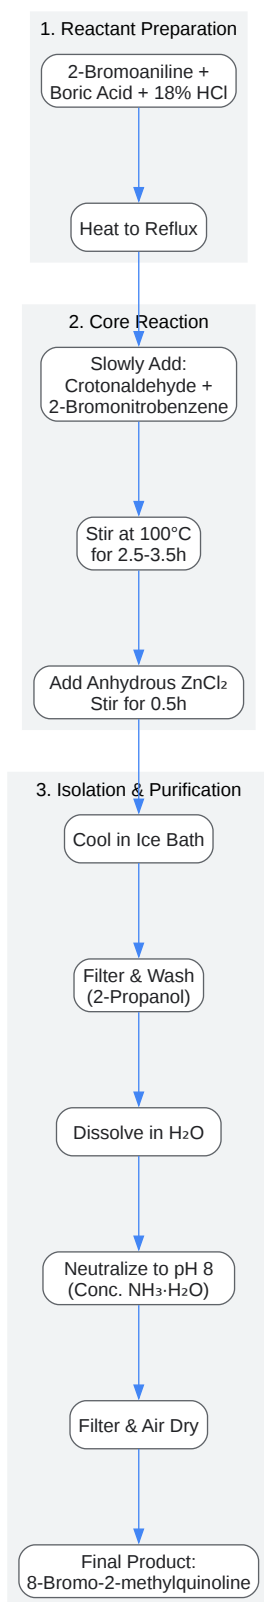 1. Reactant Preparation
2-Bromoaniline +
Boric Acid + 18% HCl
Heat to Reflux
2. Core Reaction
Slowly Add:
Crotonaldehyde +
2-Bromonitrobenzene
Stir at 100°C
for 2.5-3.5h
Add Anhydrous ZnCl₂
Stir for 0.5h
3. Isolation & Purification
Cool in Ice Bath
Filter & Wash
(2-Propanol)
Dissolve in H₂O
Neutralize to pH 8
(Conc. NH₃·H₂O)
Filter & Air Dry
Final Product:
8-Bromo-2-methylquinoline